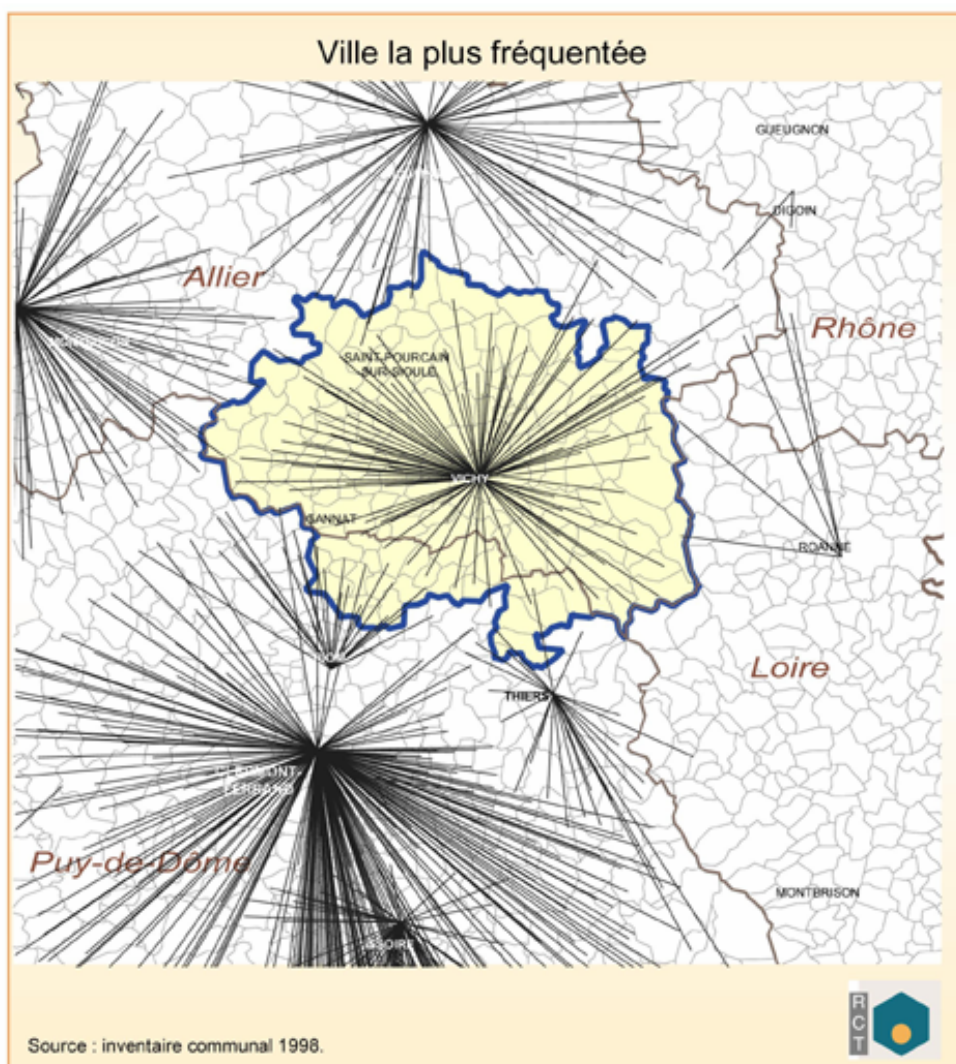 Ville la plus fréquentée
GUEUGNON
DIGOIN
Allier
Rhône
SAINT-POURCAIN
SUR-SIOULE
VICHY
GANNAT
ROANNE
Loire
THIERS
CLERMONT-
FERRAND
Puy-de-Dôme
MONTBRISON
ISSOIRE
Source : inventaire communal 1998.
RCT